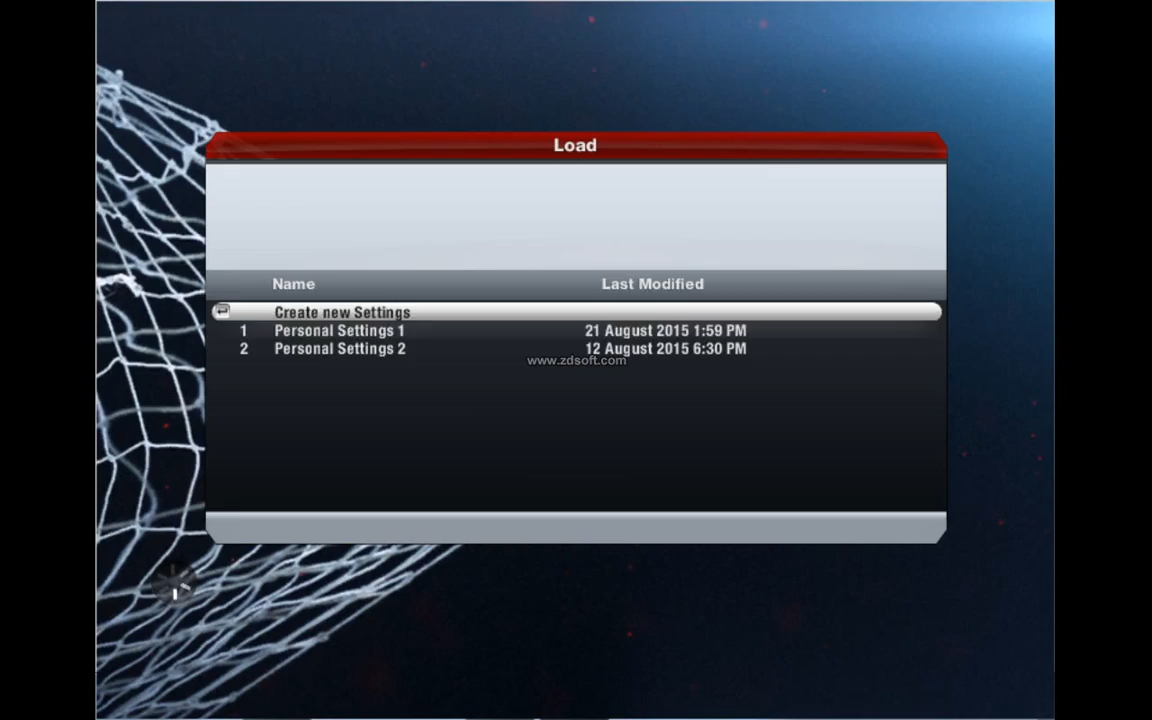 Load
Name Last Modified
Create new Settings
1 Personal Settings 1 21 August 2015 1:59 PM
2 Personal Settings 2 12 August 2015 6:30 PM
www.zdsoft.com